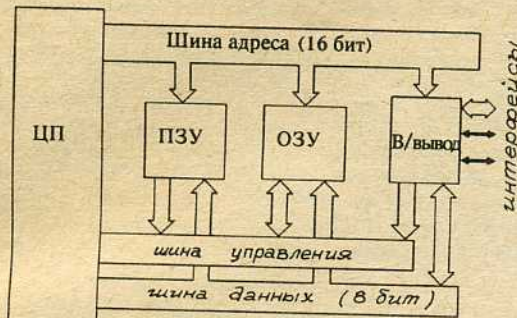 Шина адреса (16 бит)
ЦП
ПЗУ
ОЗУ
В/вывод
интерфейсы
шина управления
шина данных (8 бит)